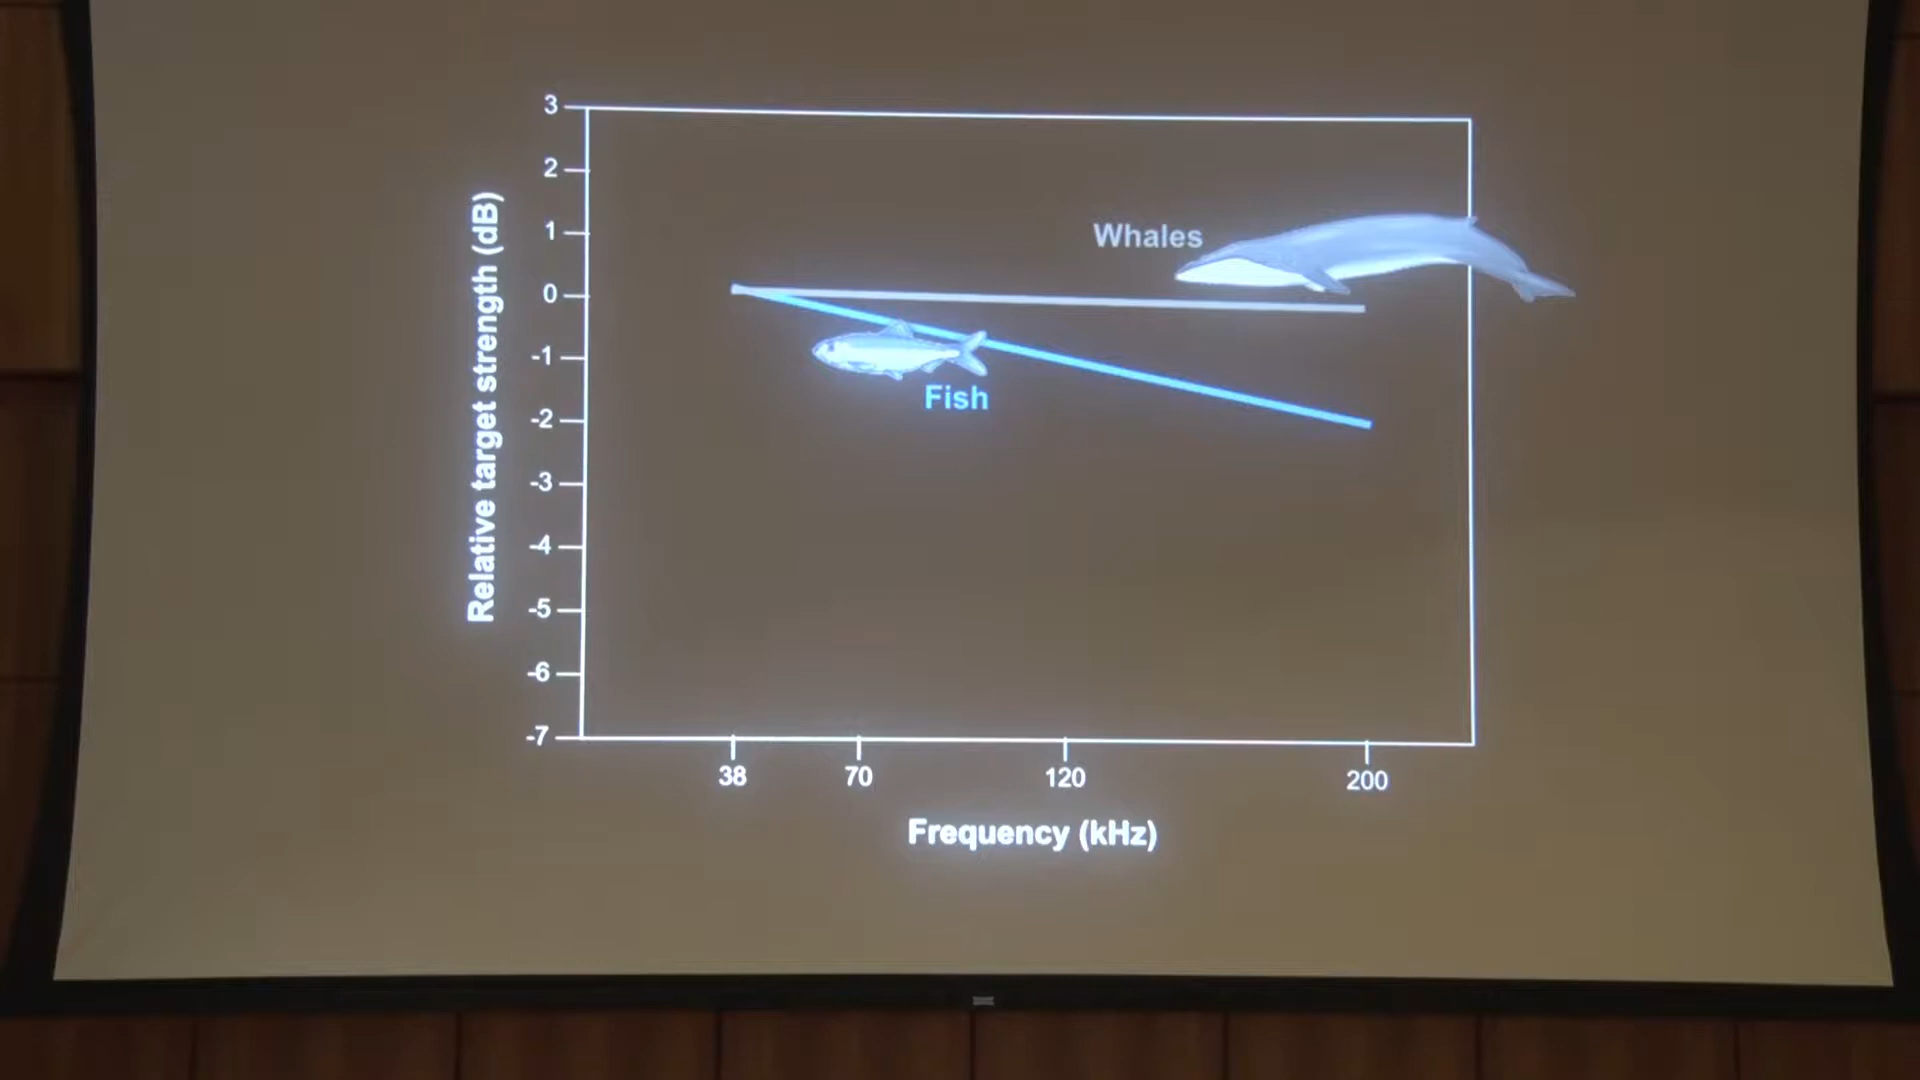 3
2
1
0
-1
-2
-3
-4
-5
-6
-7
Relative target strength (dB)
Whales
Fish
38 70 120 200
Frequency (kHz)